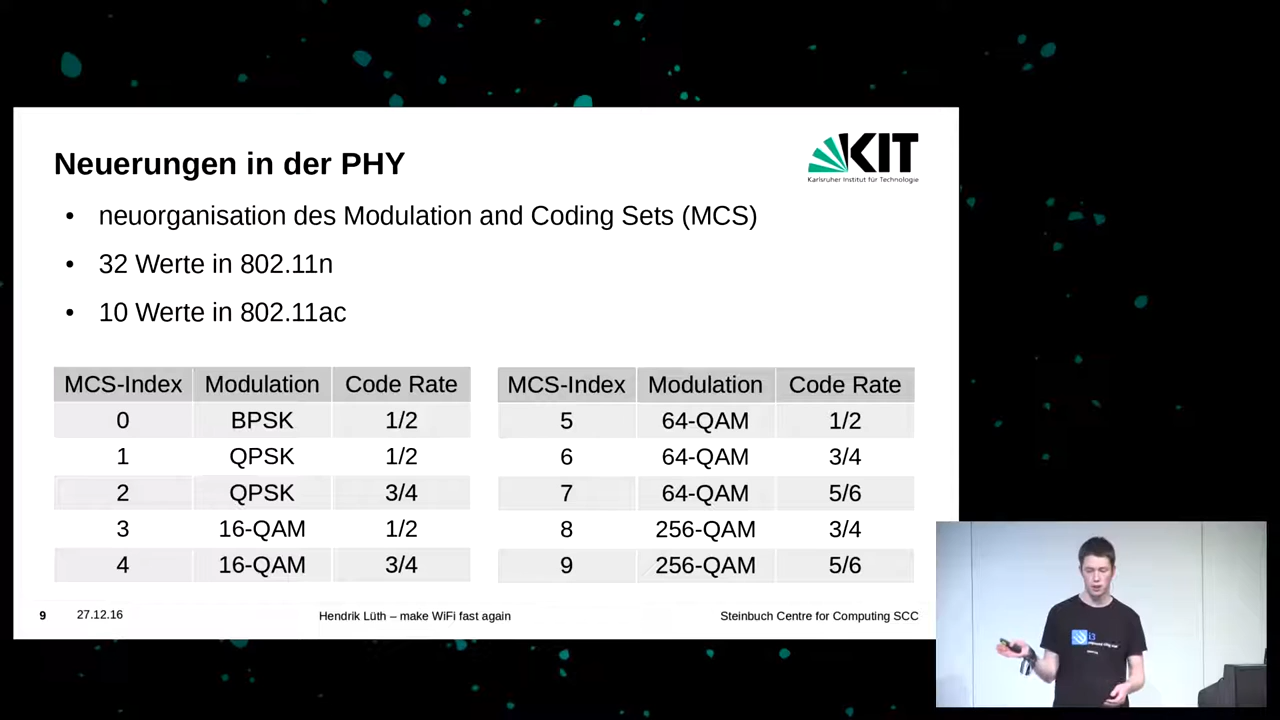 Neuerungen in der PHY
KIT
Karlsruher Institut für Technologie
• neuorganisation des Modulation and Coding Sets (MCS)
• 32 Werte in 802.11n
• 10 Werte in 802.11ac
MCS-Index Modulation Code Rate
0 BPSK 1/2
1 QPSK 1/2
2 QPSK 3/4
3 16-QAM 1/2
4 16-QAM 3/4
MCS-Index Modulation Code Rate
5 64-QAM 1/2
6 64-QAM 3/4
7 64-QAM 5/6
8 256-QAM 3/4
9 256-QAM 5/6
9 27.12.16 Hendrik Lüth – make WiFi fast again Steinbuch Centre for Computing SCC
i3